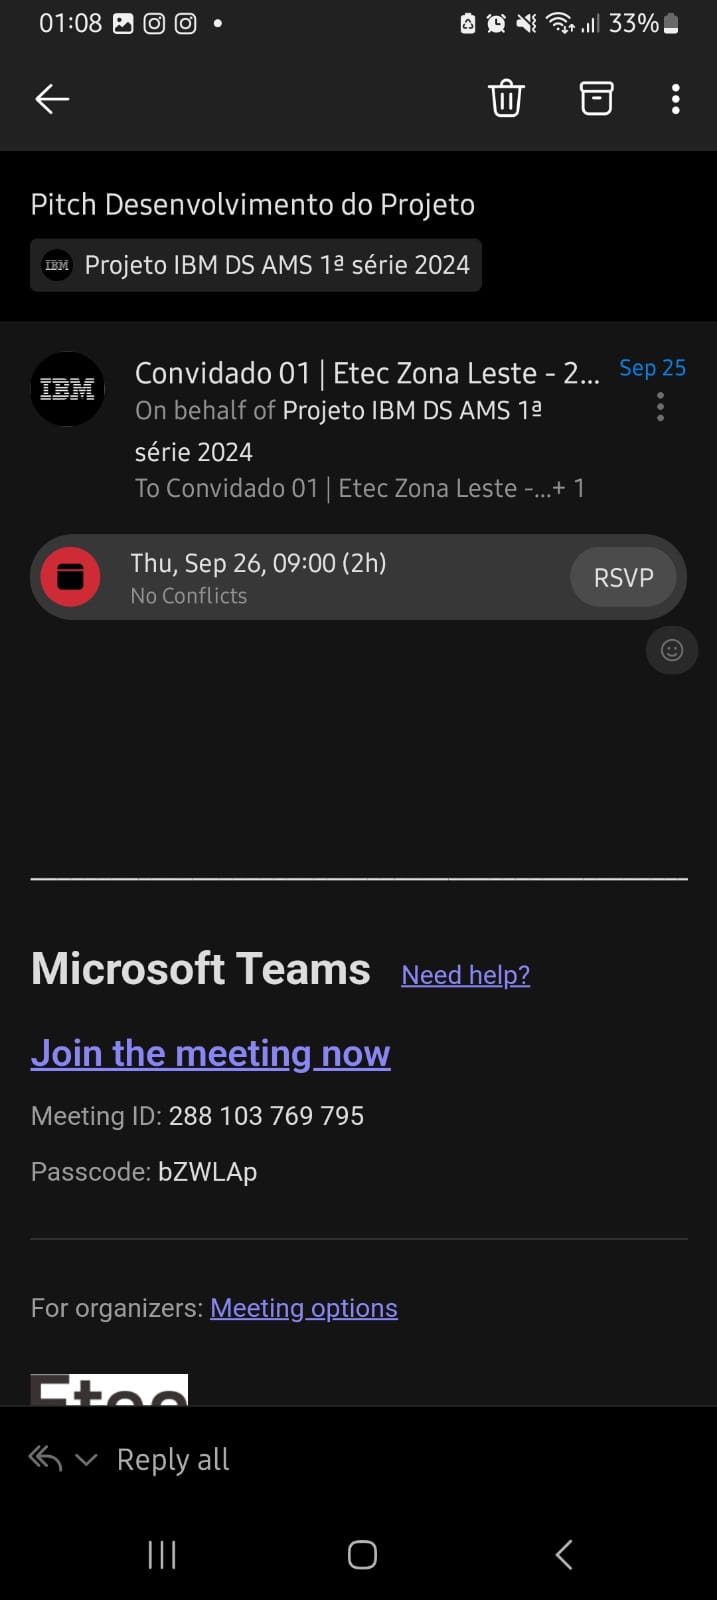 01:08 33%
Pitch Desenvolvimento do Projeto
IBM Projeto IBM DS AMS 1ª série 2024
IBM
Convidado 01 | Etec Zona Leste - 2... Sep 25
On behalf of Projeto IBM DS AMS 1ª
série 2024
To Convidado 01 | Etec Zona Leste -...+ 1
Thu, Sep 26, 09:00 (2h)
No Conflicts
RSVP
Microsoft Teams Need help?
Join the meeting now
Meeting ID: 288 103 769 795
Passcode: bZWLAp
For organizers: Meeting options
Etec
Reply all